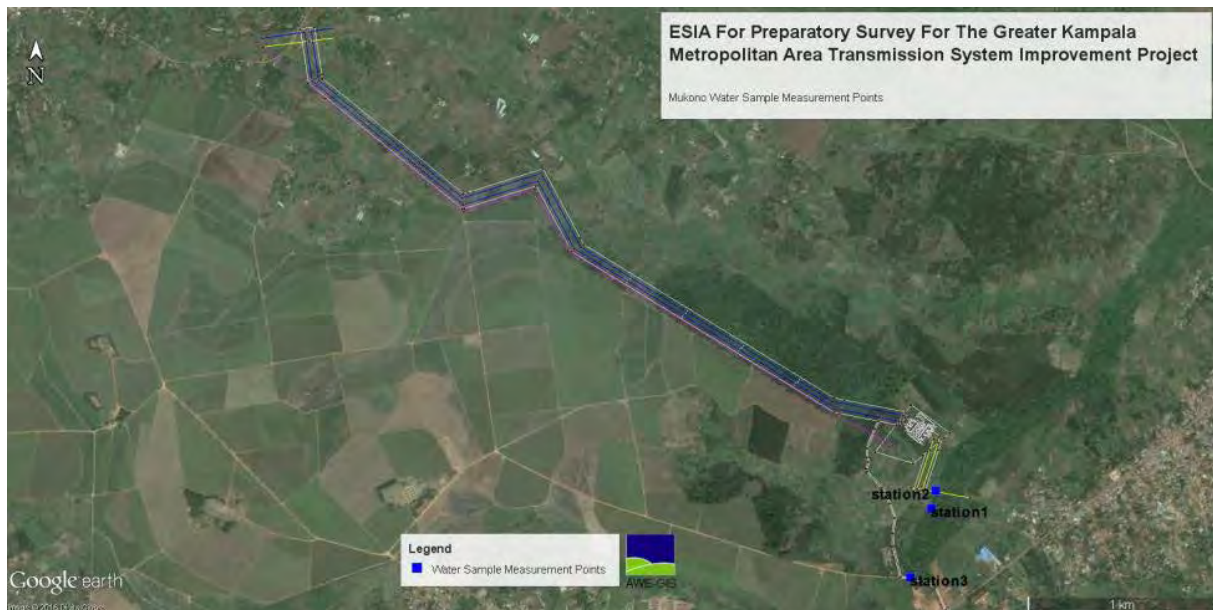 ESIA For Preparatory Survey For The Greater Kampala
Metropolitan Area Transmission System Improvement Project
Mukono Water Sample Measurement Points
N
station2
station1
station3
Legend
Water Sample Measurement Points
AWE-GIS
Google earth
1 km